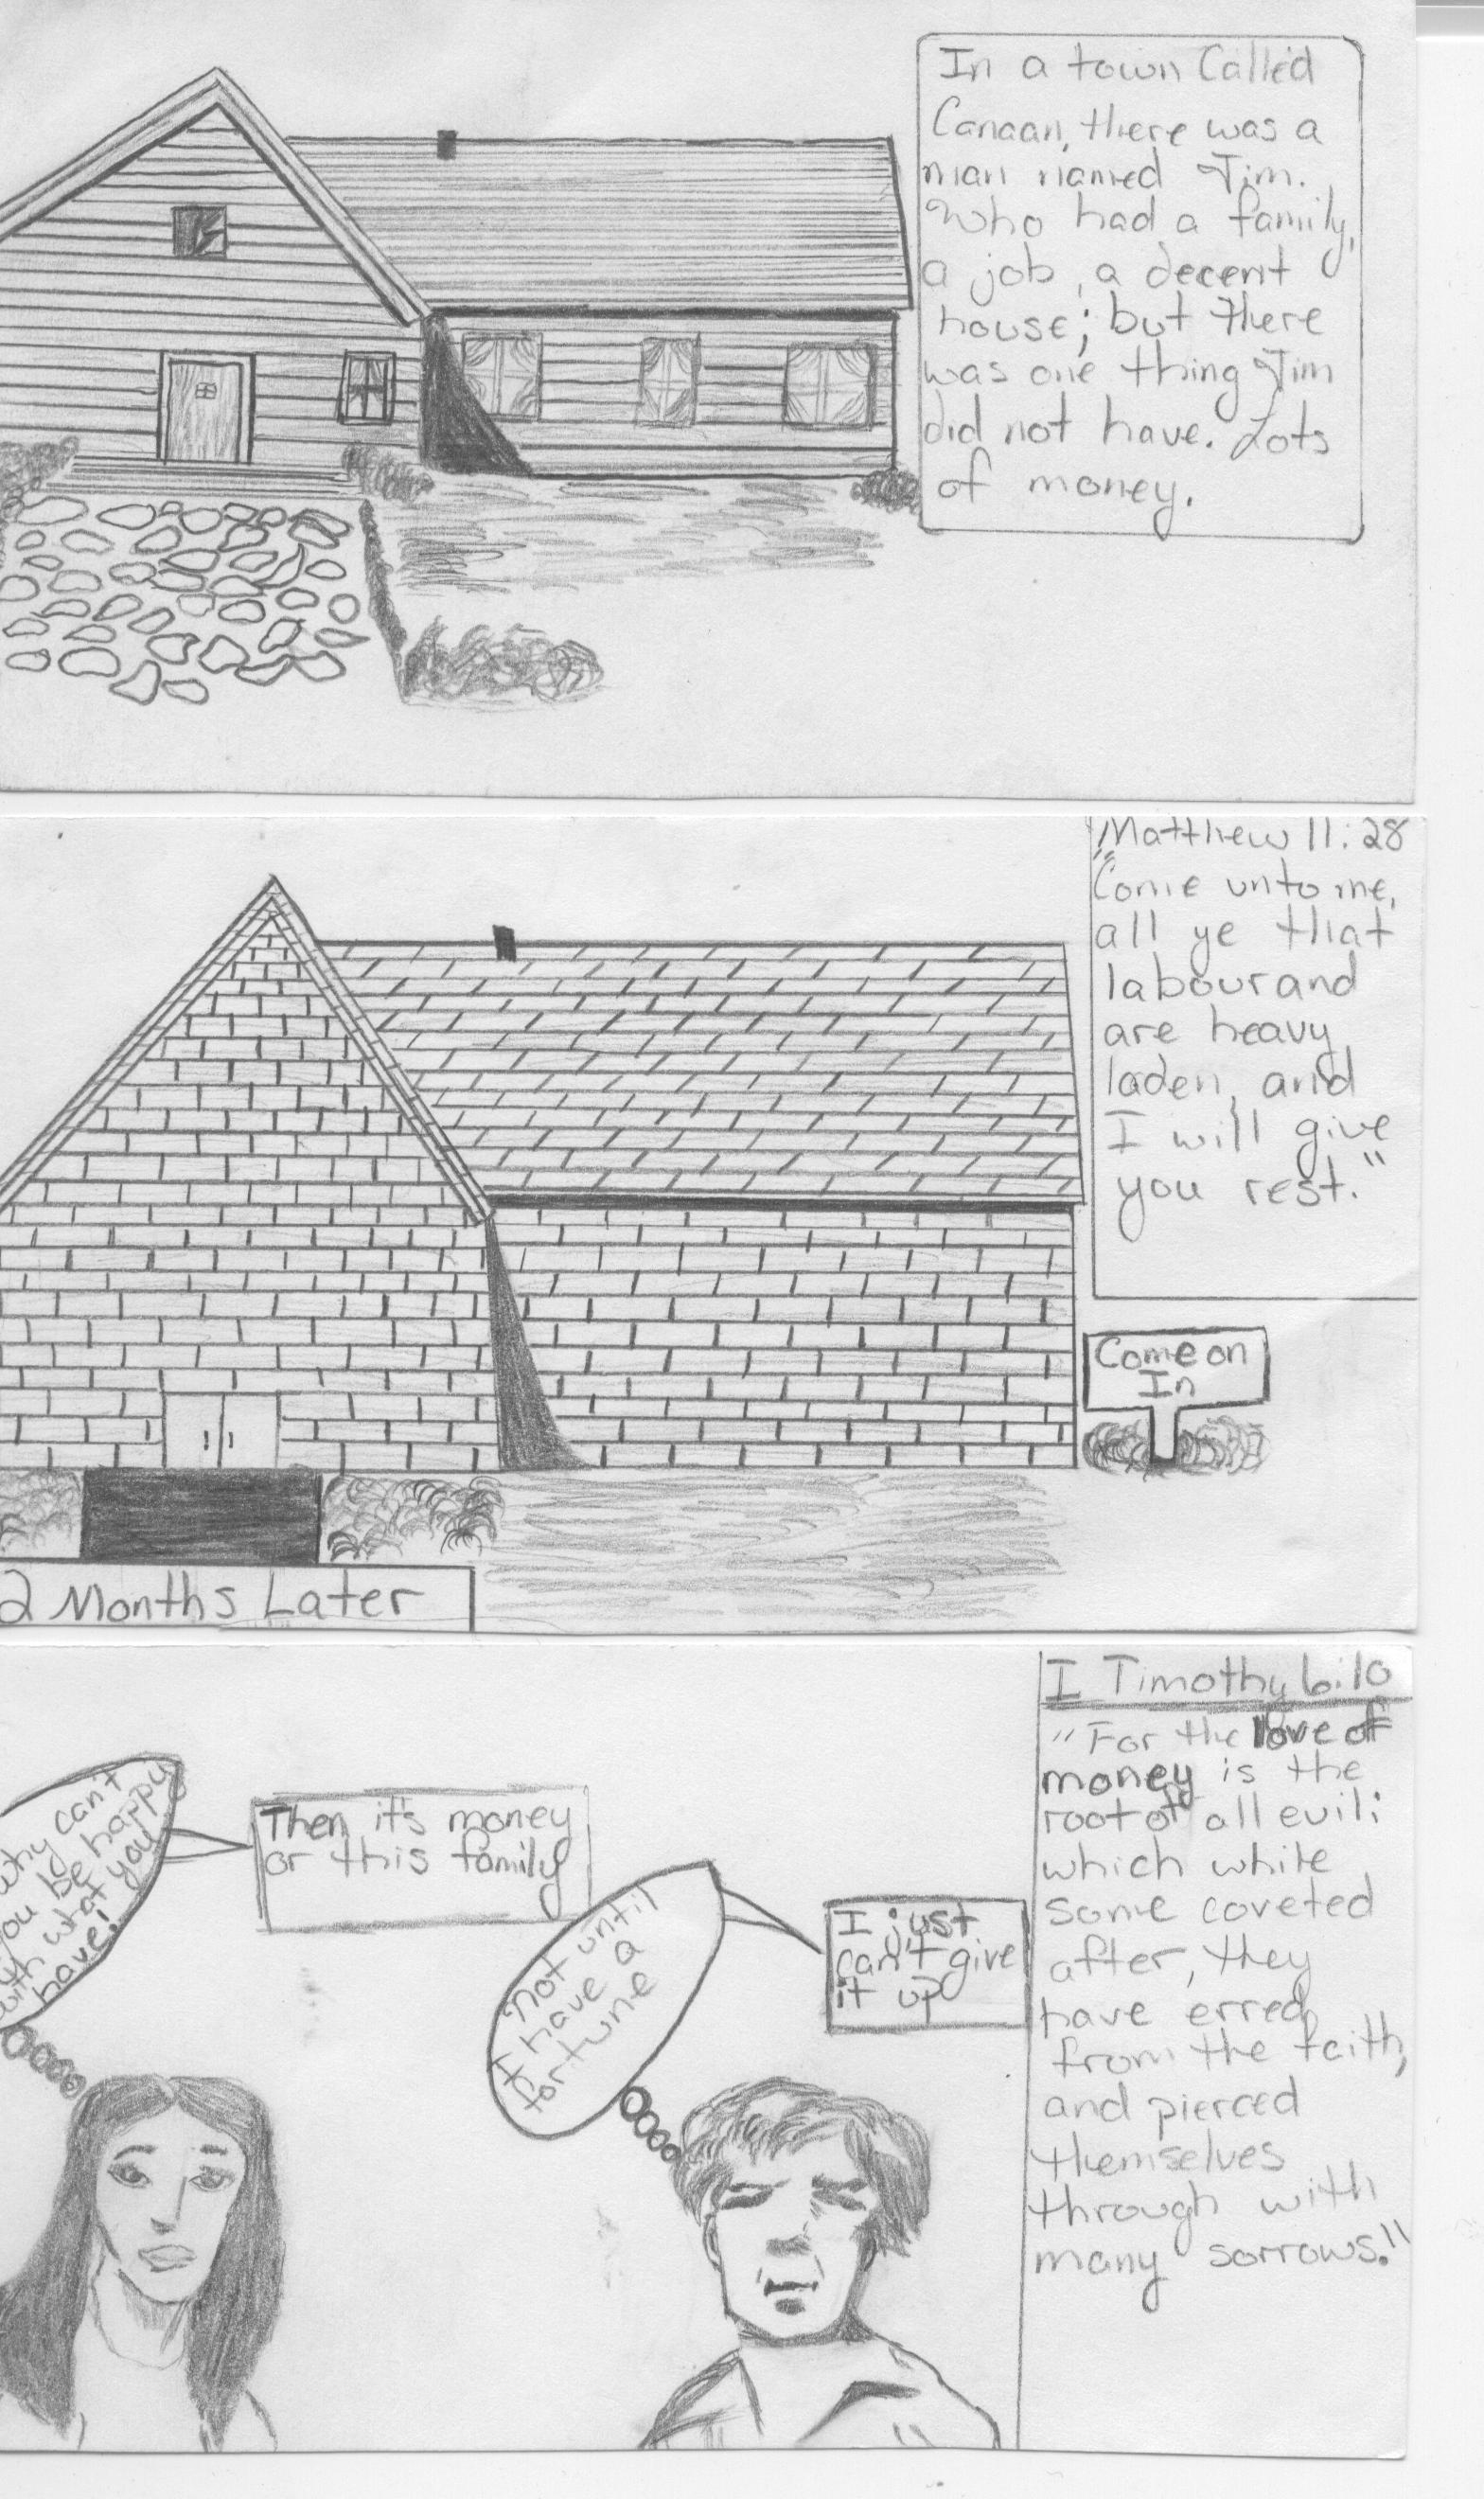 In a town Called
Canaan, there was a
man named Jim.
Who had a family,
a job, a decent
house; but there
was one thing Jim
did not have. Lots
of money.
Matthew 11:28
"Come unto me,
all ye that
labour and
are heavy
laden, and
I will give
you rest."
Come on
In
2 Months Later
why can't
you be happy
with what you
have!
Then it's money
or this family
Not until
I have a
fortune
I just
can't give
it up
I Timothy 6:10
"For the love of
money is the
root of all evil:
which while
some coveted
after, they
have erred
from the faith,
and pierced
themselves
through with
many sorrows."